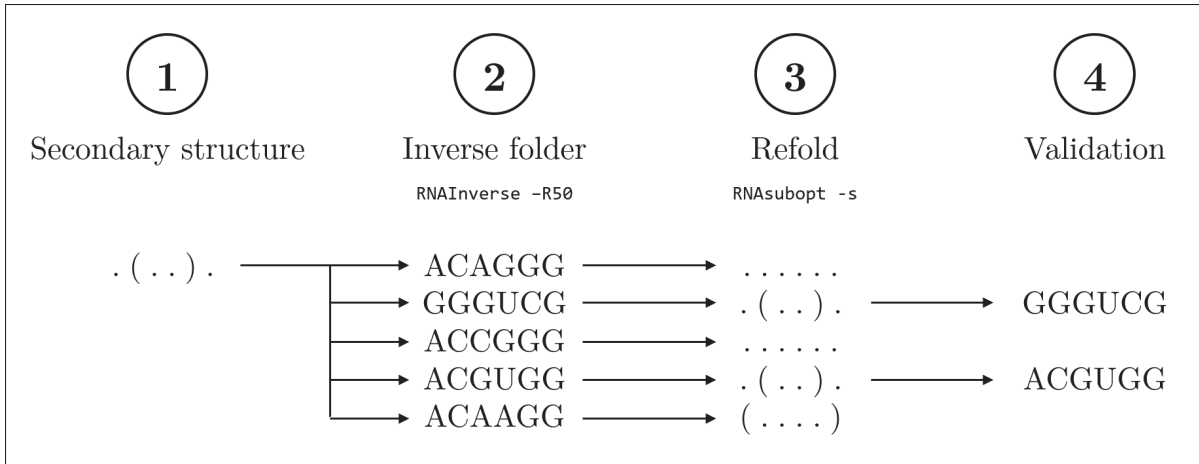 1 2 3 4
Secondary structure Inverse folder Refold Validation
RNAInverse –R50 RNAsubopt -s
. ( . . ) . ACAGGG . . . . . .
GGGUCG . ( . . ) . GGGUCG
ACCGGG . . . . . .
ACGUGG . ( . . ) . ACGUGG
ACAAGG ( . . . . )